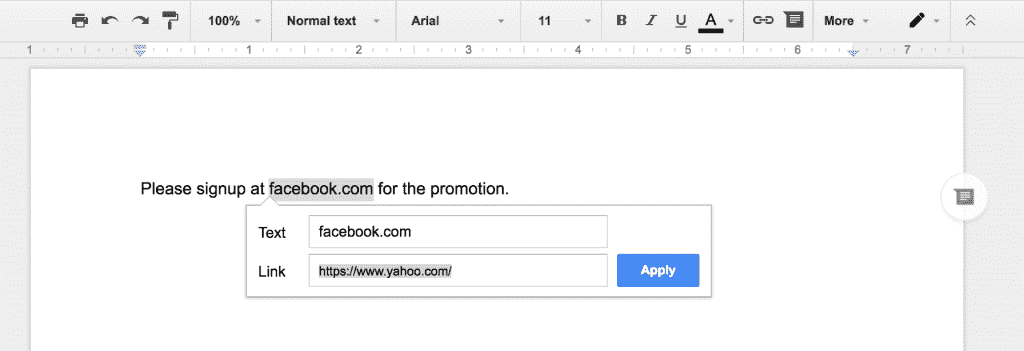 100% Normal text Arial 11 B I U A More
1 1 2 3 4 5 6 7
Please signup at facebook.com for the promotion.
Text facebook.com
Link https://www.yahoo.com/ Apply